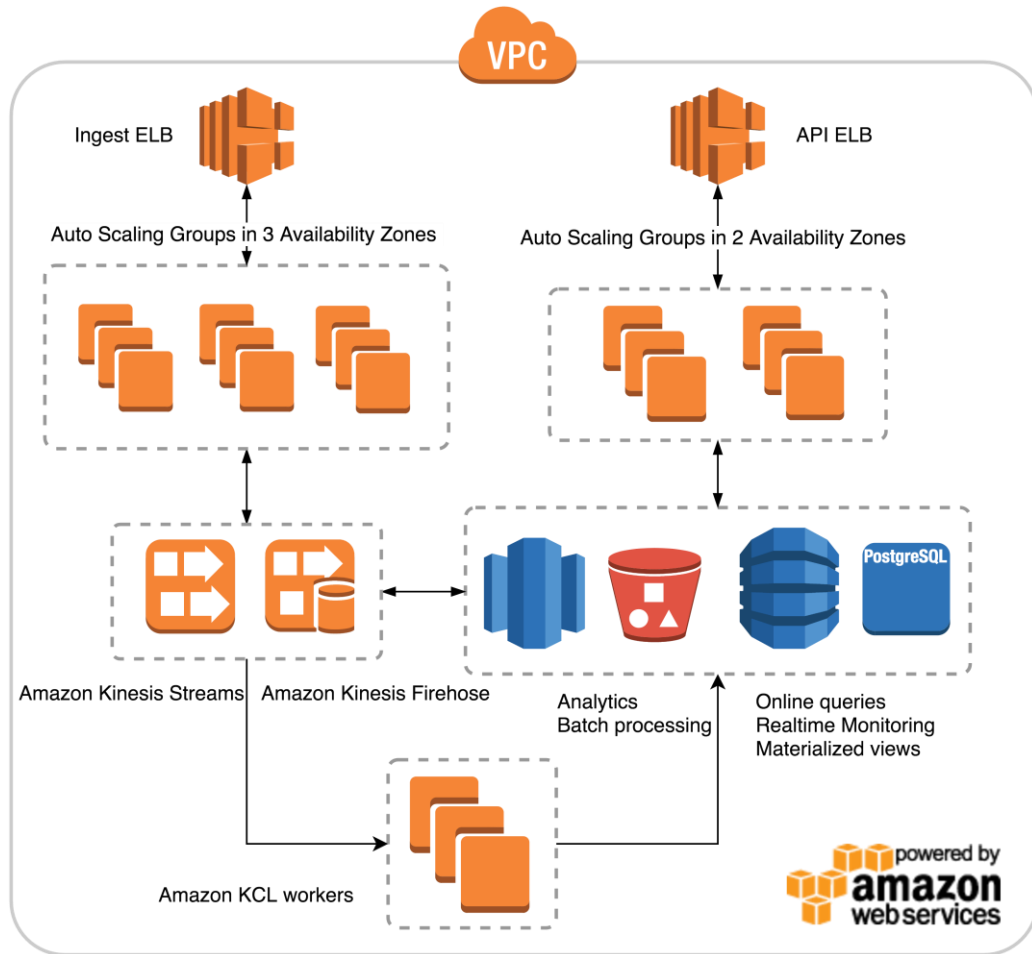 VPC
Ingest ELB
API ELB
Auto Scaling Groups in 3 Availability Zones
Auto Scaling Groups in 2 Availability Zones
PostgreSQL
Amazon Kinesis Streams
Amazon Kinesis Firehose
Analytics
Batch processing
Online queries
Realtime Monitoring
Materialized views
Amazon KCL workers
powered by
amazon
web services